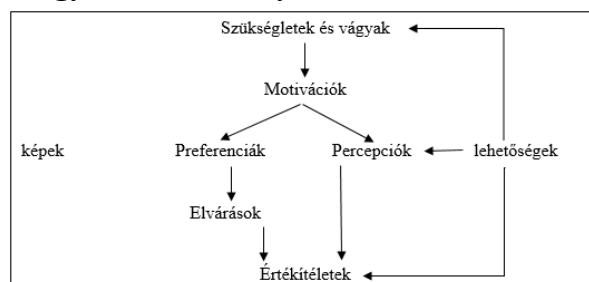 Szükségletek és vágyak
Motivációk
képek Preferenciák Percepciók lehetőségek
Elvárások
Értékítéletek